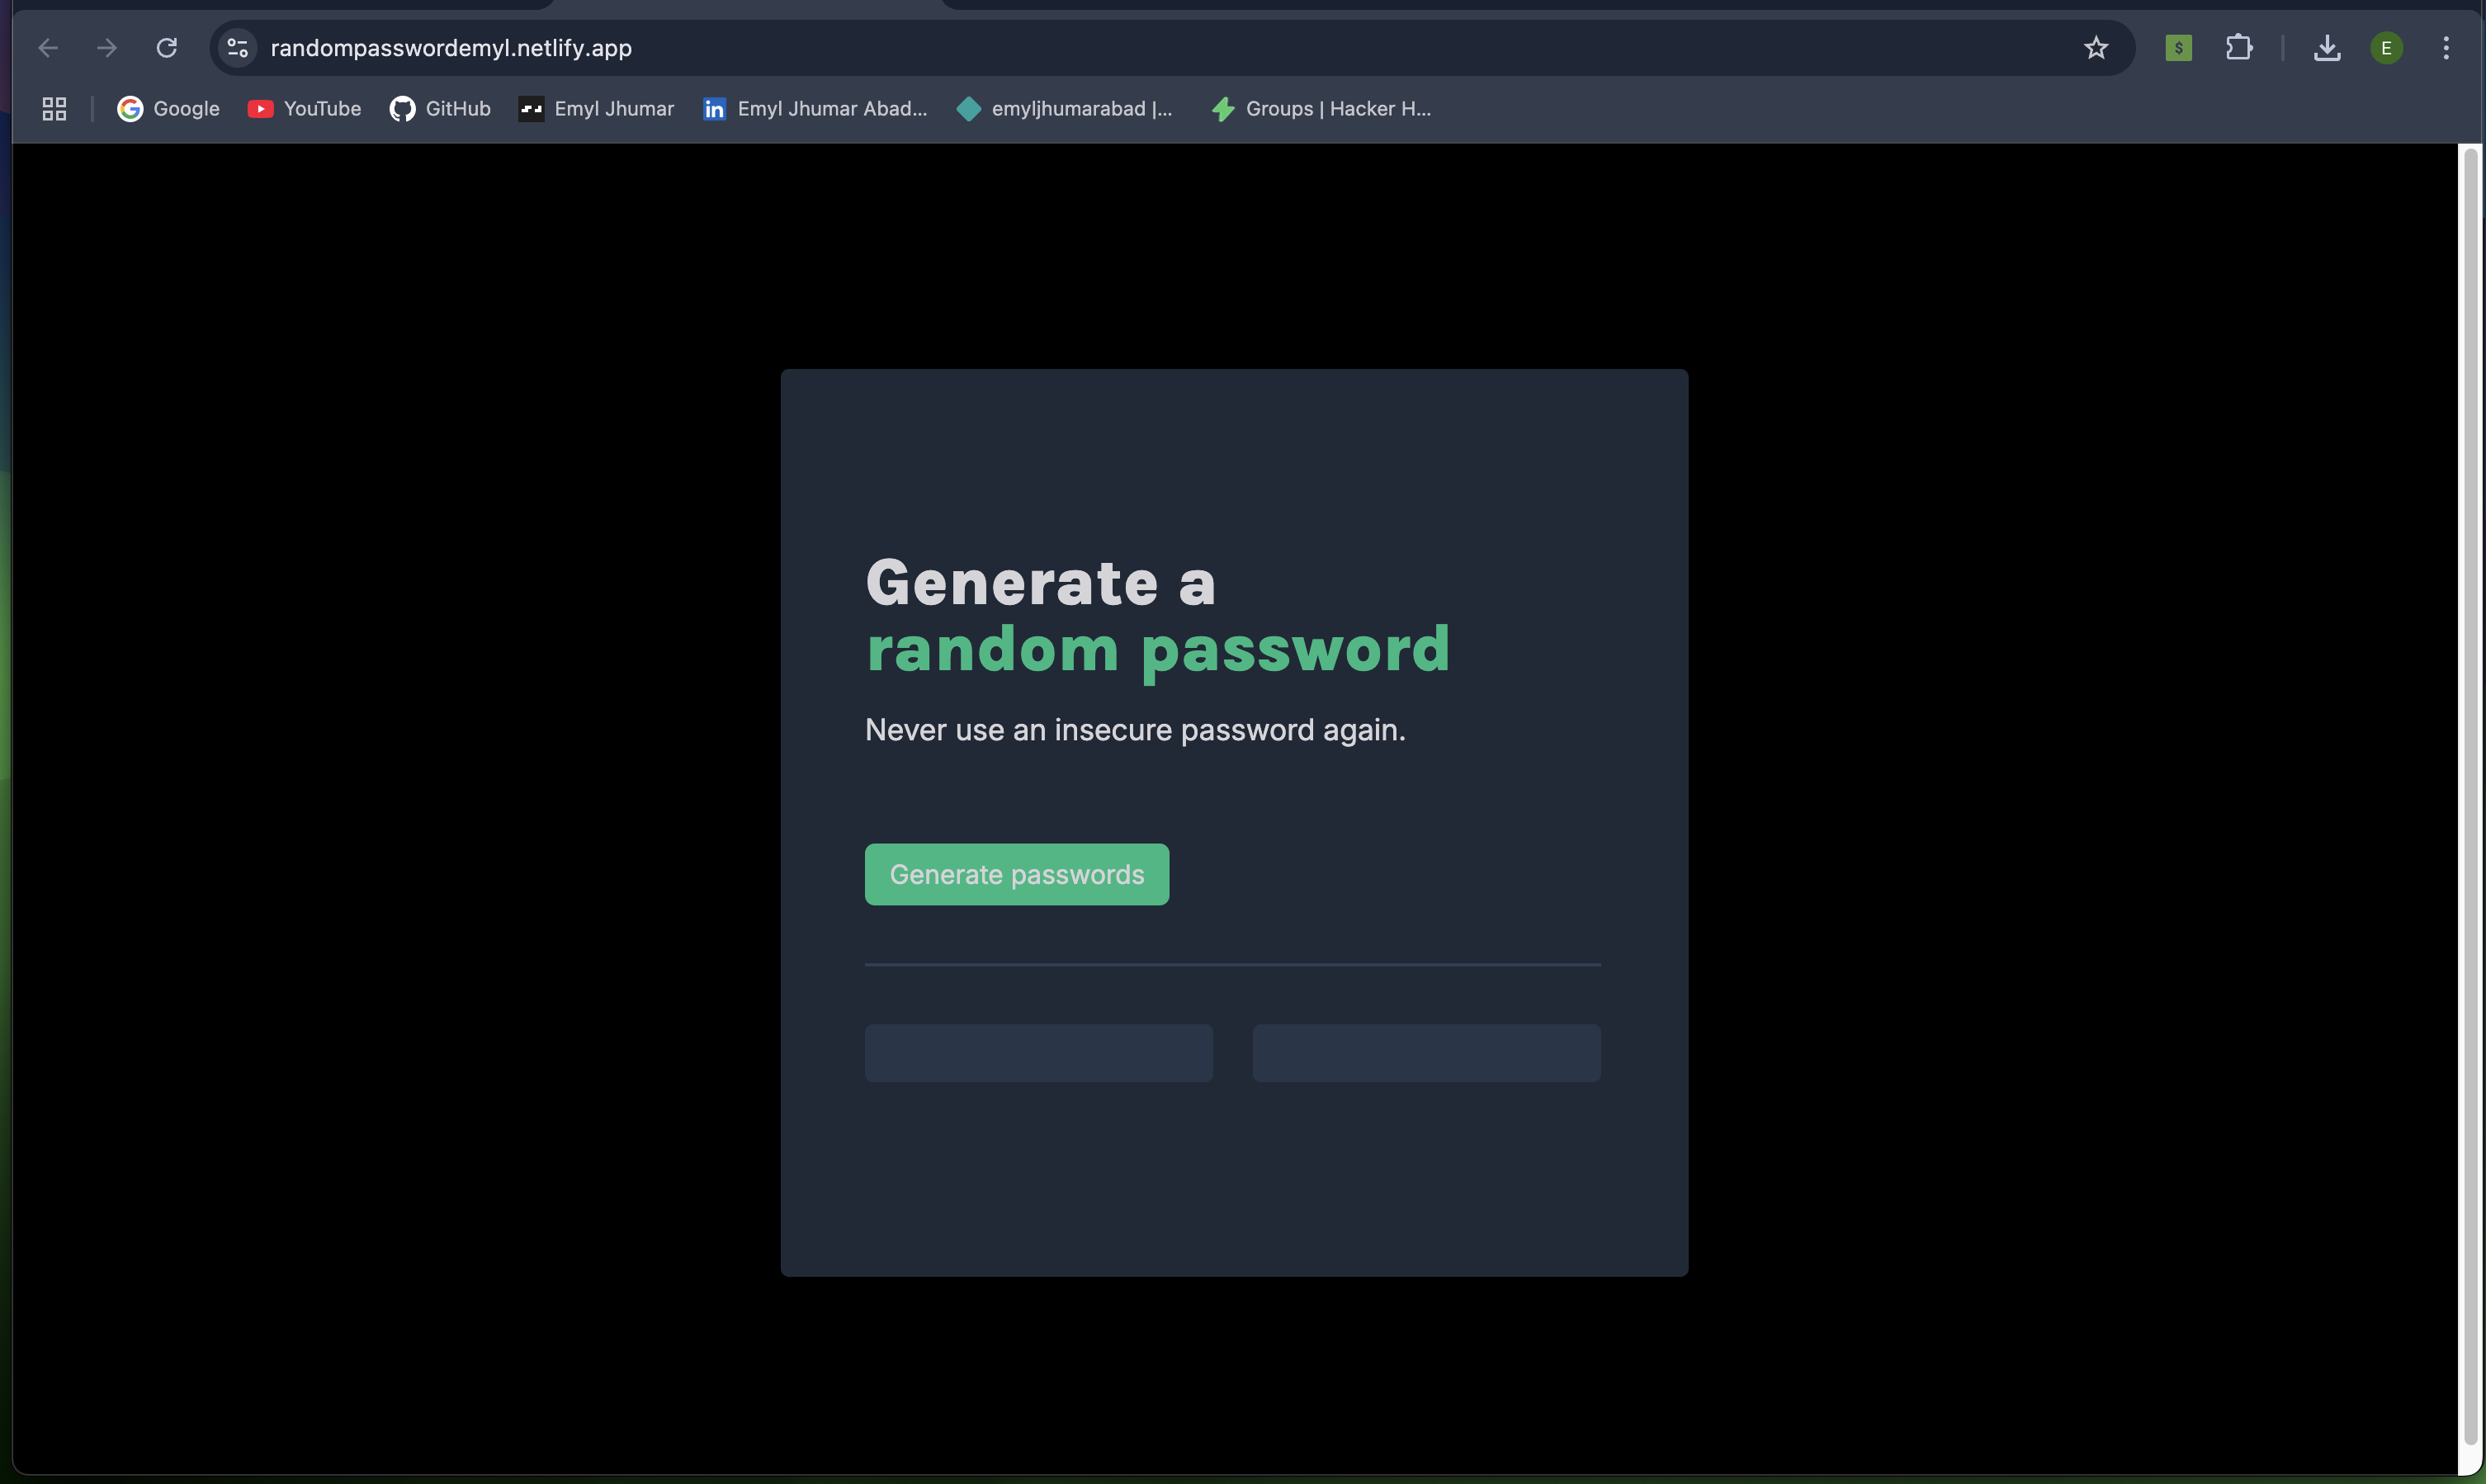 randompasswordemyl.netlify.app
$
E
Google
YouTube
GitHub
Emyl Jhumar
in
Emyl Jhumar Abad...
emyljhumarabad |...
Groups | Hacker H...
Generate a
random password
Never use an insecure password again.
Generate passwords